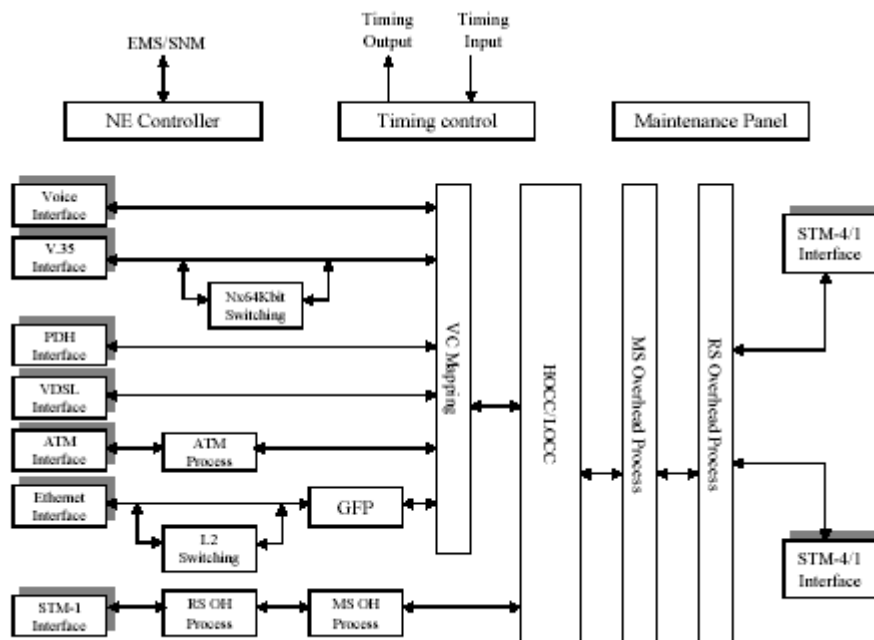 EMS/SNM
Timing
Output
Timing
Input
NE Controller
Timing control
Maintenance Panel
Voice
Interface
V.35
Interface
Nx64Kbit
Switching
PDH
Interface
VDSL
Interface
ATM
Interface
ATM
Process
Ethernet
Interface
GFP
L2
Switching
STM-1
Interface
RS OH
Process
MS OH
Process
VC Mapping
HOCC/LOCC
MS Overhead Process
RS Overhead Process
STM-4/1
Interface
STM-4/1
Interface